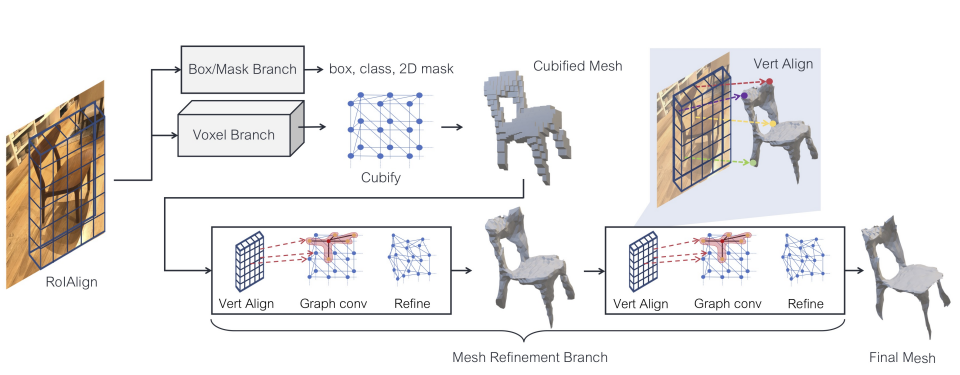 Box/Mask Branch
box, class, 2D mask
Voxel Branch
Cubify
Cubified Mesh
Vert Align
RoIAlign
Vert Align
Graph conv
Refine
Vert Align
Graph conv
Refine
Mesh Refinement Branch
Final Mesh